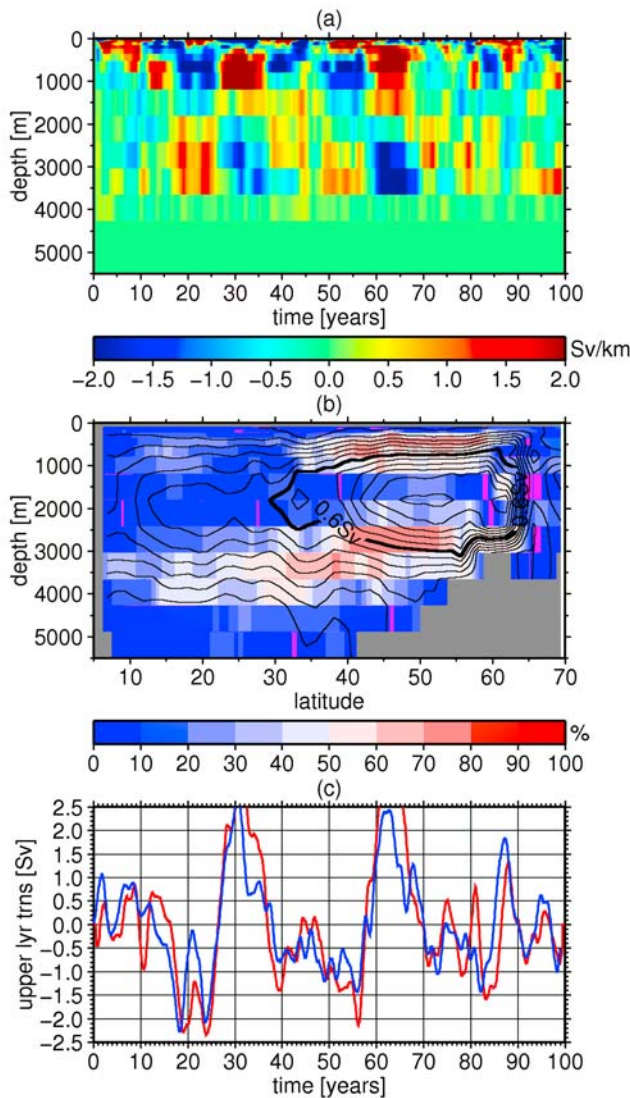 (a)
0
1000
2000
3000
4000
5000
depth [m]
0 10 20 30 40 50 60 70 80 90 100
time [years]
Sv/km
−2.0 −1.5 −1.0 −0.5 0.0 0.5 1.0 1.5 2.0
(b)
0
1000
2000
3000
4000
5000
depth [m]
0.6Sv
0.6Sv
10 20 30 40 50 60 70
latitude
%
0 10 20 30 40 50 60 70 80 90 100
(c)
2.5
2.0
1.5
1.0
0.5
0.0
−0.5
−1.0
−1.5
−2.0
−2.5
upper lyr trns [Sv]
0 10 20 30 40 50 60 70 80 90 100
time [years]